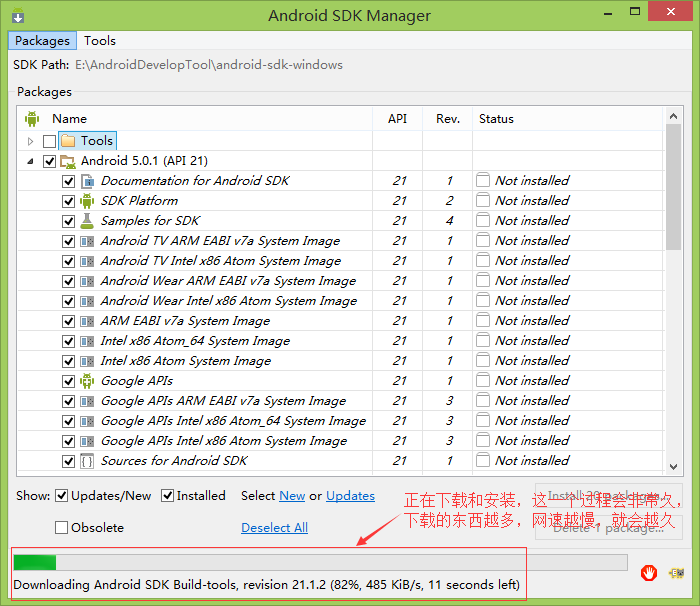 Android SDK Manager
Packages Tools
SDK Path: E:\AndroidDevelopTool\android-sdk-windows
Packages
Name API Rev. Status
Tools
Android 5.0.1 (API 21)
Documentation for Android SDK 21 1 Not installed
SDK Platform 21 2 Not installed
Samples for SDK 21 4 Not installed
Android TV ARM EABI v7a System Image 21 1 Not installed
Android TV Intel x86 Atom System Image 21 1 Not installed
Android Wear ARM EABI v7a System Image 21 1 Not installed
Android Wear Intel x86 Atom System Image 21 1 Not installed
ARM EABI v7a System Image 21 1 Not installed
Intel x86 Atom_64 System Image 21 1 Not installed
Intel x86 Atom System Image 21 1 Not installed
Google APIs 21 1 Not installed
Google APIs ARM EABI v7a System Image 21 3 Not installed
Google APIs Intel x86 Atom_64 System Image 21 3 Not installed
Google APIs Intel x86 Atom System Image 21 3 Not installed
Sources for Android SDK 21 1 Not installed
Show: Updates/New Installed Select New or Updates
Install packages...
正在下载和安装，这一个过程会非常久，
下载的东西越多，网速越慢，就会越久
Obsolete Deselect All
Delete 1 package...
Downloading Android SDK Build-tools, revision 21.1.2 (82%, 485 KiB/s, 11 seconds left)